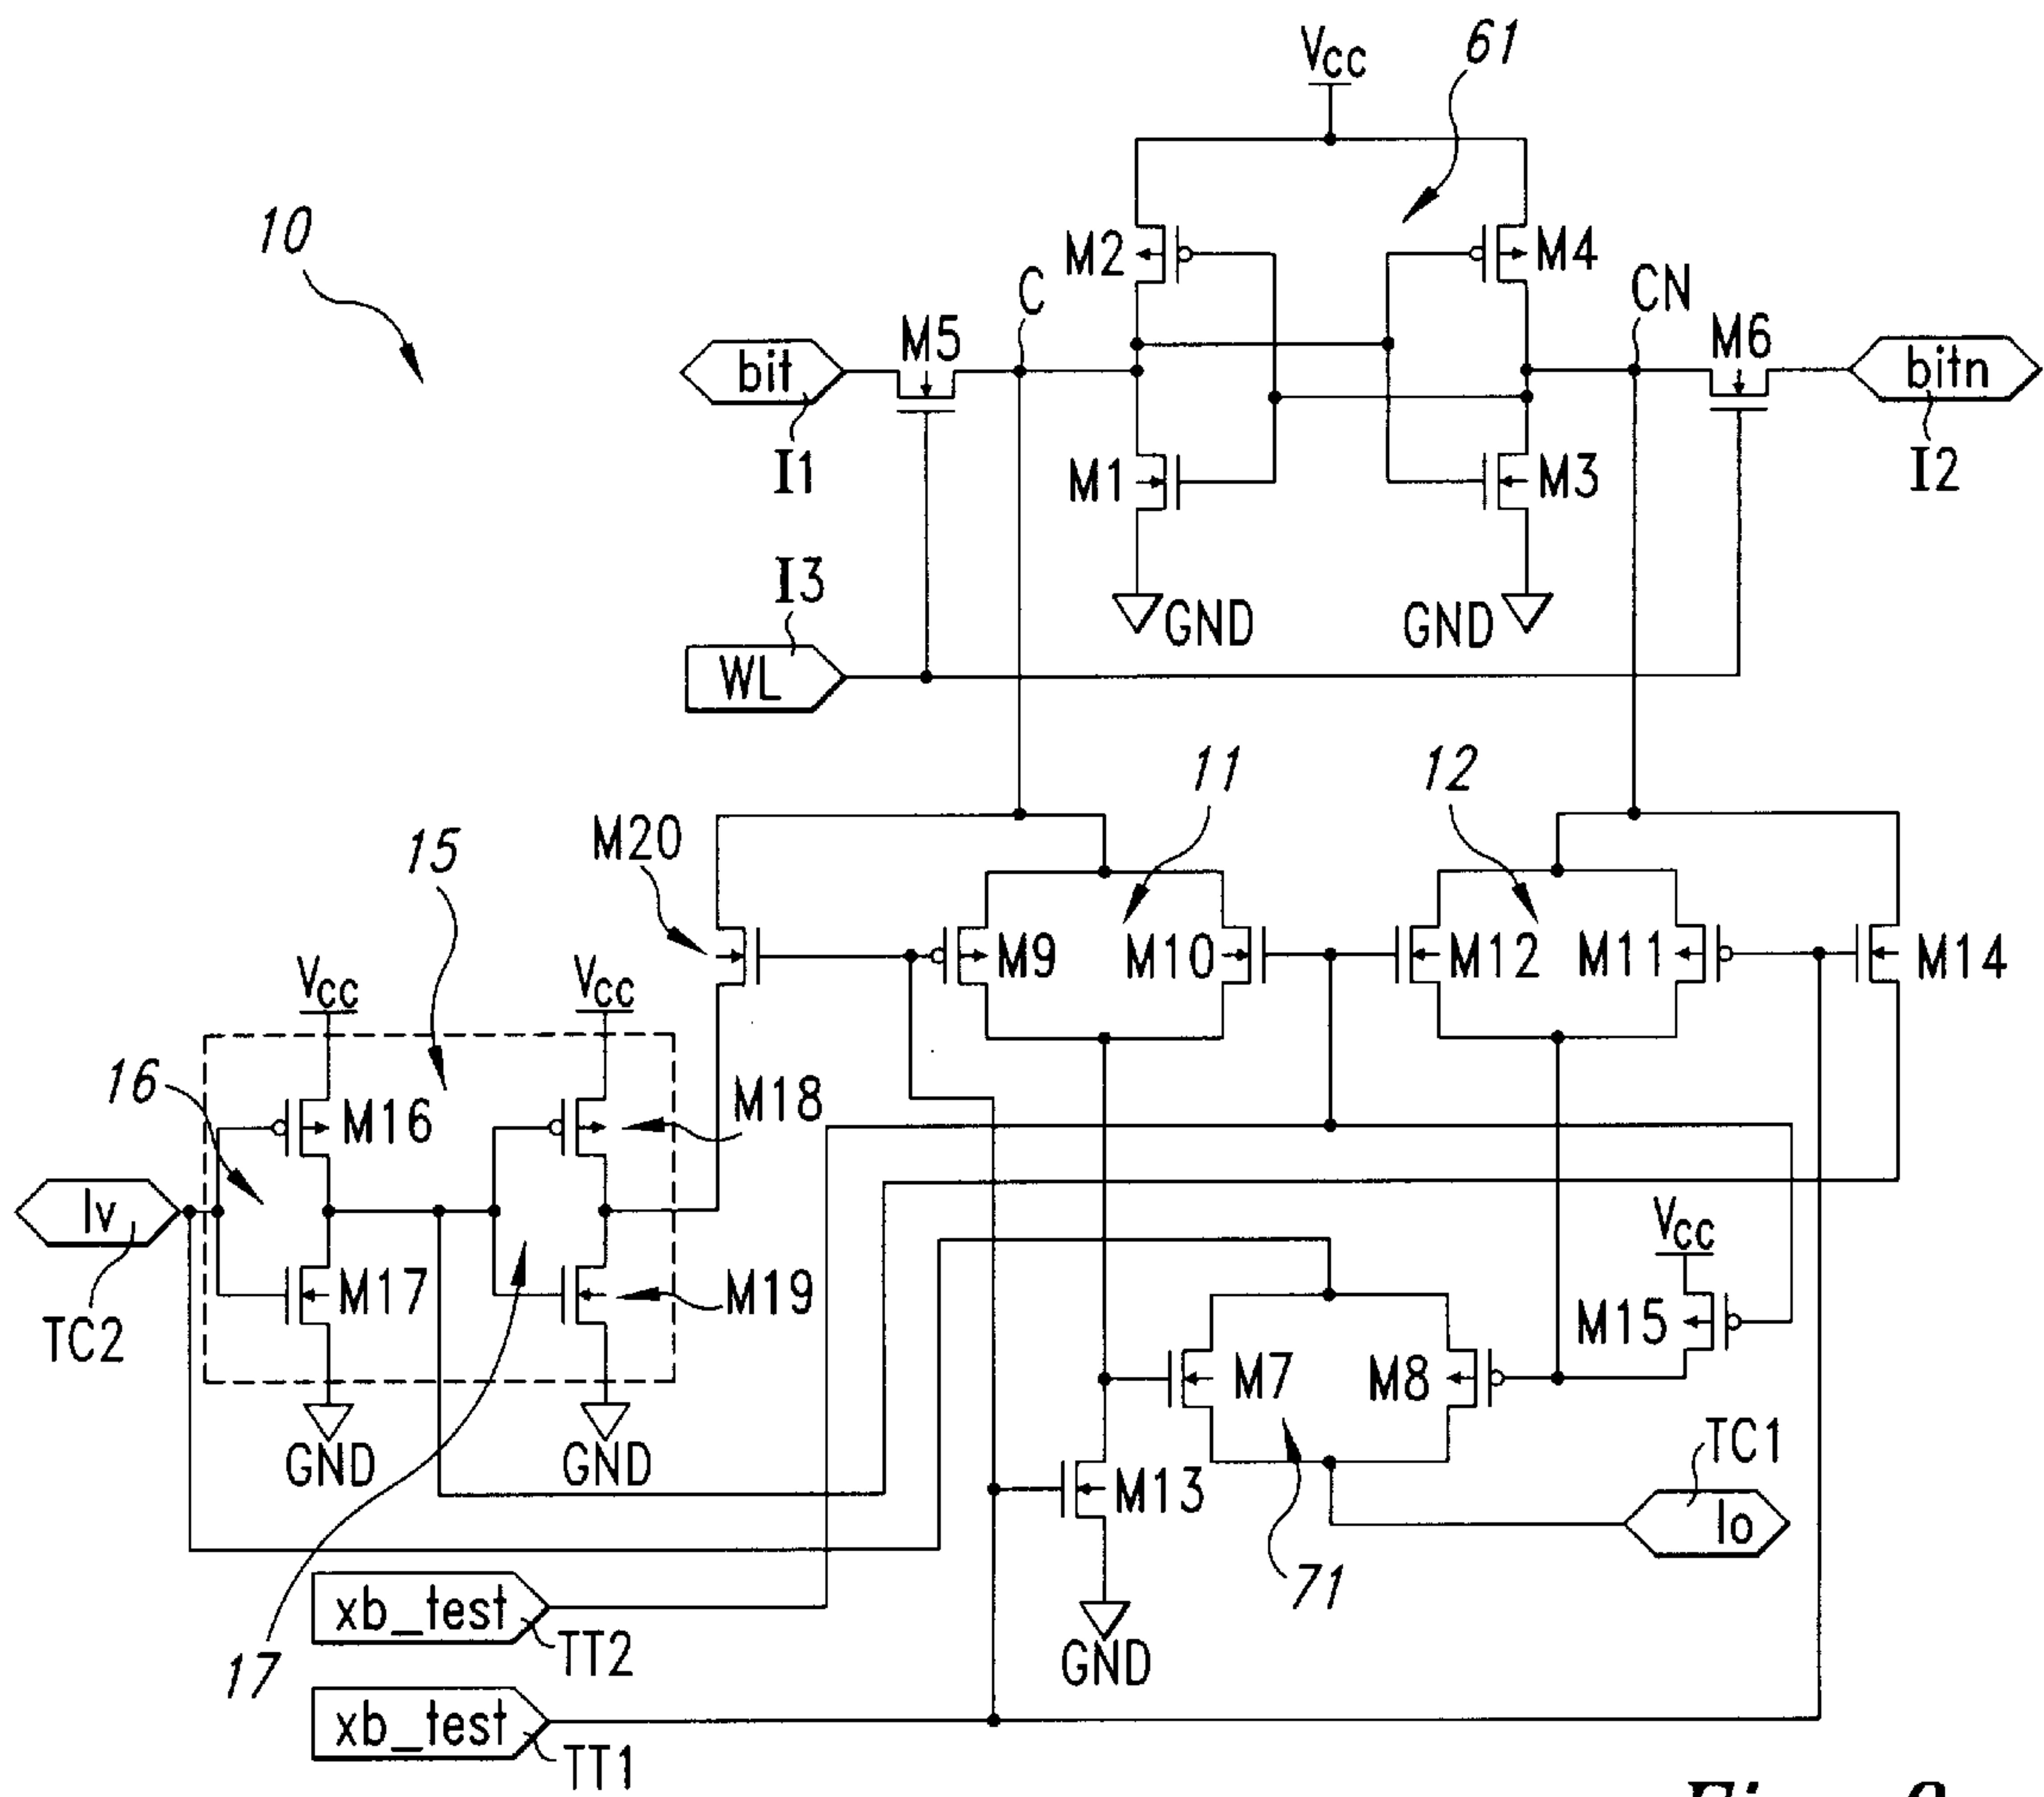 Vcc
61
10
M2
M4
C
CN
M5
M6
bit
bitn
I1
M1
M3
I2
I3
GND
GND
WL
11
12
15
M20
M9
M10
M12
M11
M14
Vcc
Vcc
16
M16
M18
lv
Vcc
M17
M19
M15
TC2
M7
M8
GND
GND
TC1
M13
lo
71
xb_test
TT2
GND
17
xb_test
TT1